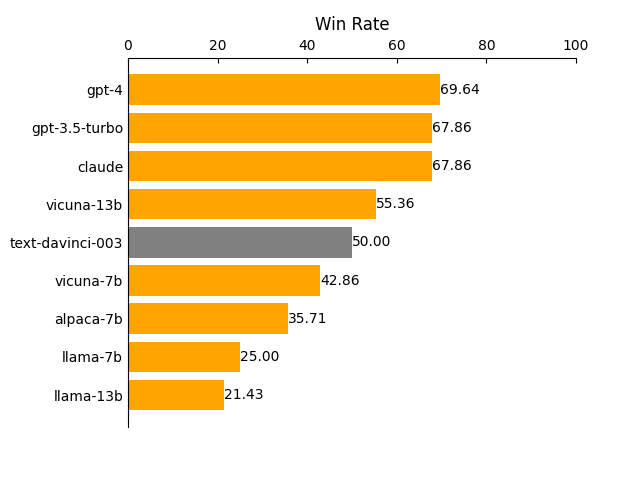 Win Rate
0 20 40 60 80 100
gpt-4 69.64
gpt-3.5-turbo 67.86
claude 67.86
vicuna-13b 55.36
text-davinci-003 50.00
vicuna-7b 42.86
alpaca-7b 35.71
llama-7b 25.00
llama-13b 21.43